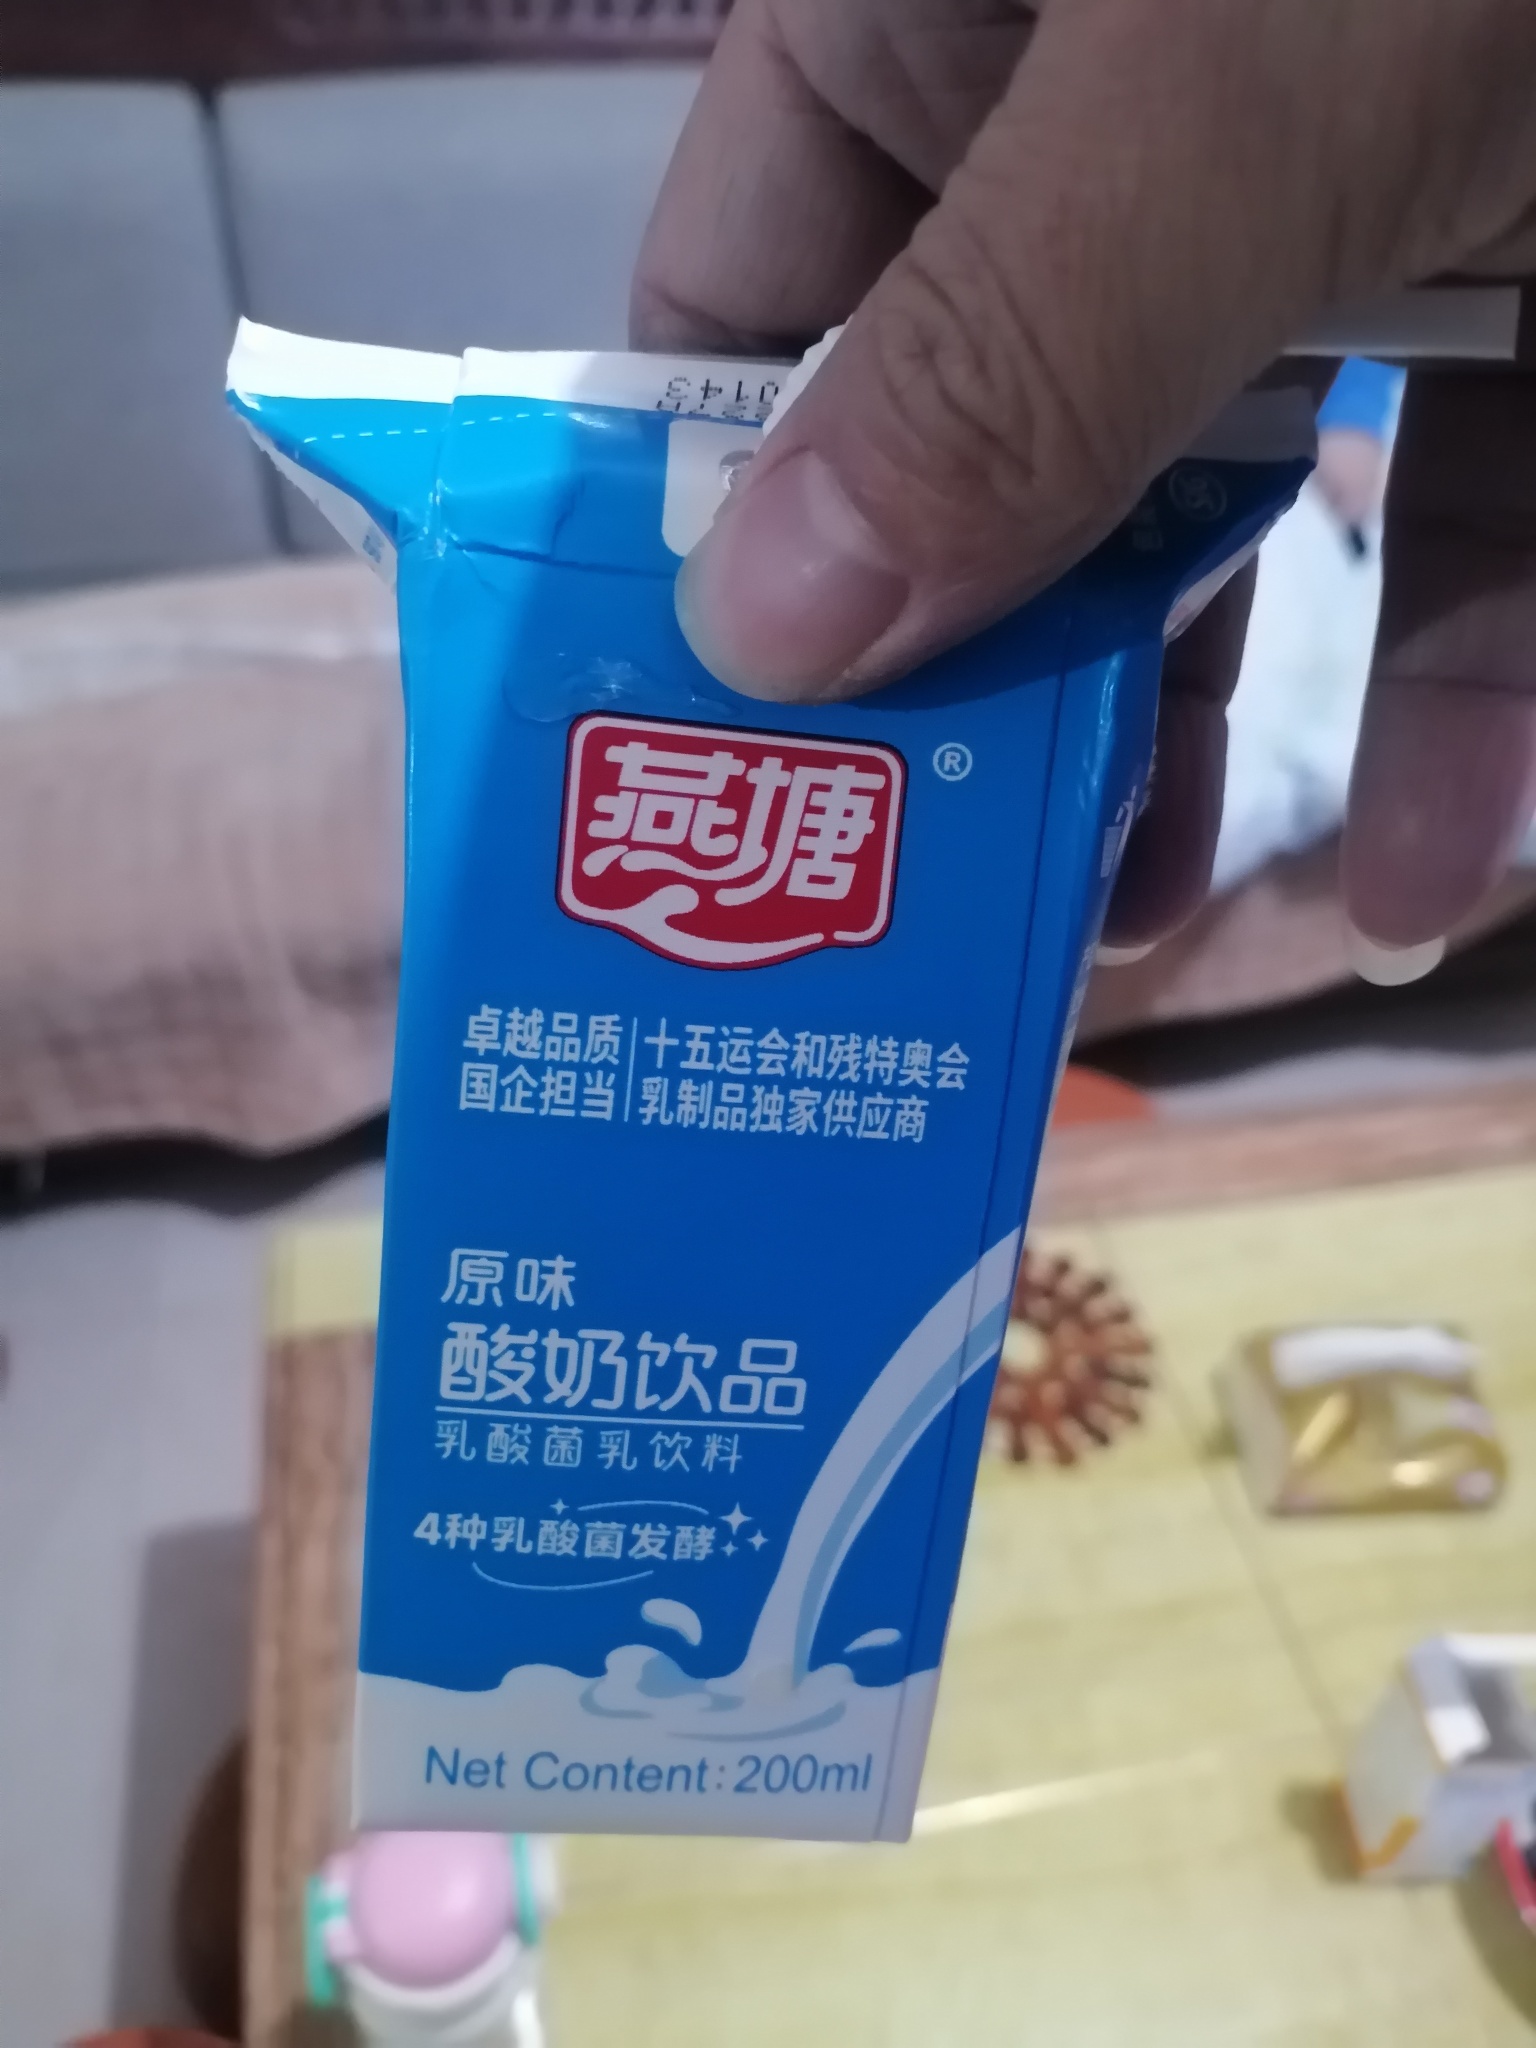 燕塘®
卓越品质 十五运会和残特奥会
国企担当 乳制品独家供应商
原味
酸奶饮品
乳酸菌乳饮料
4种乳酸菌发酵
Net Content:200ml